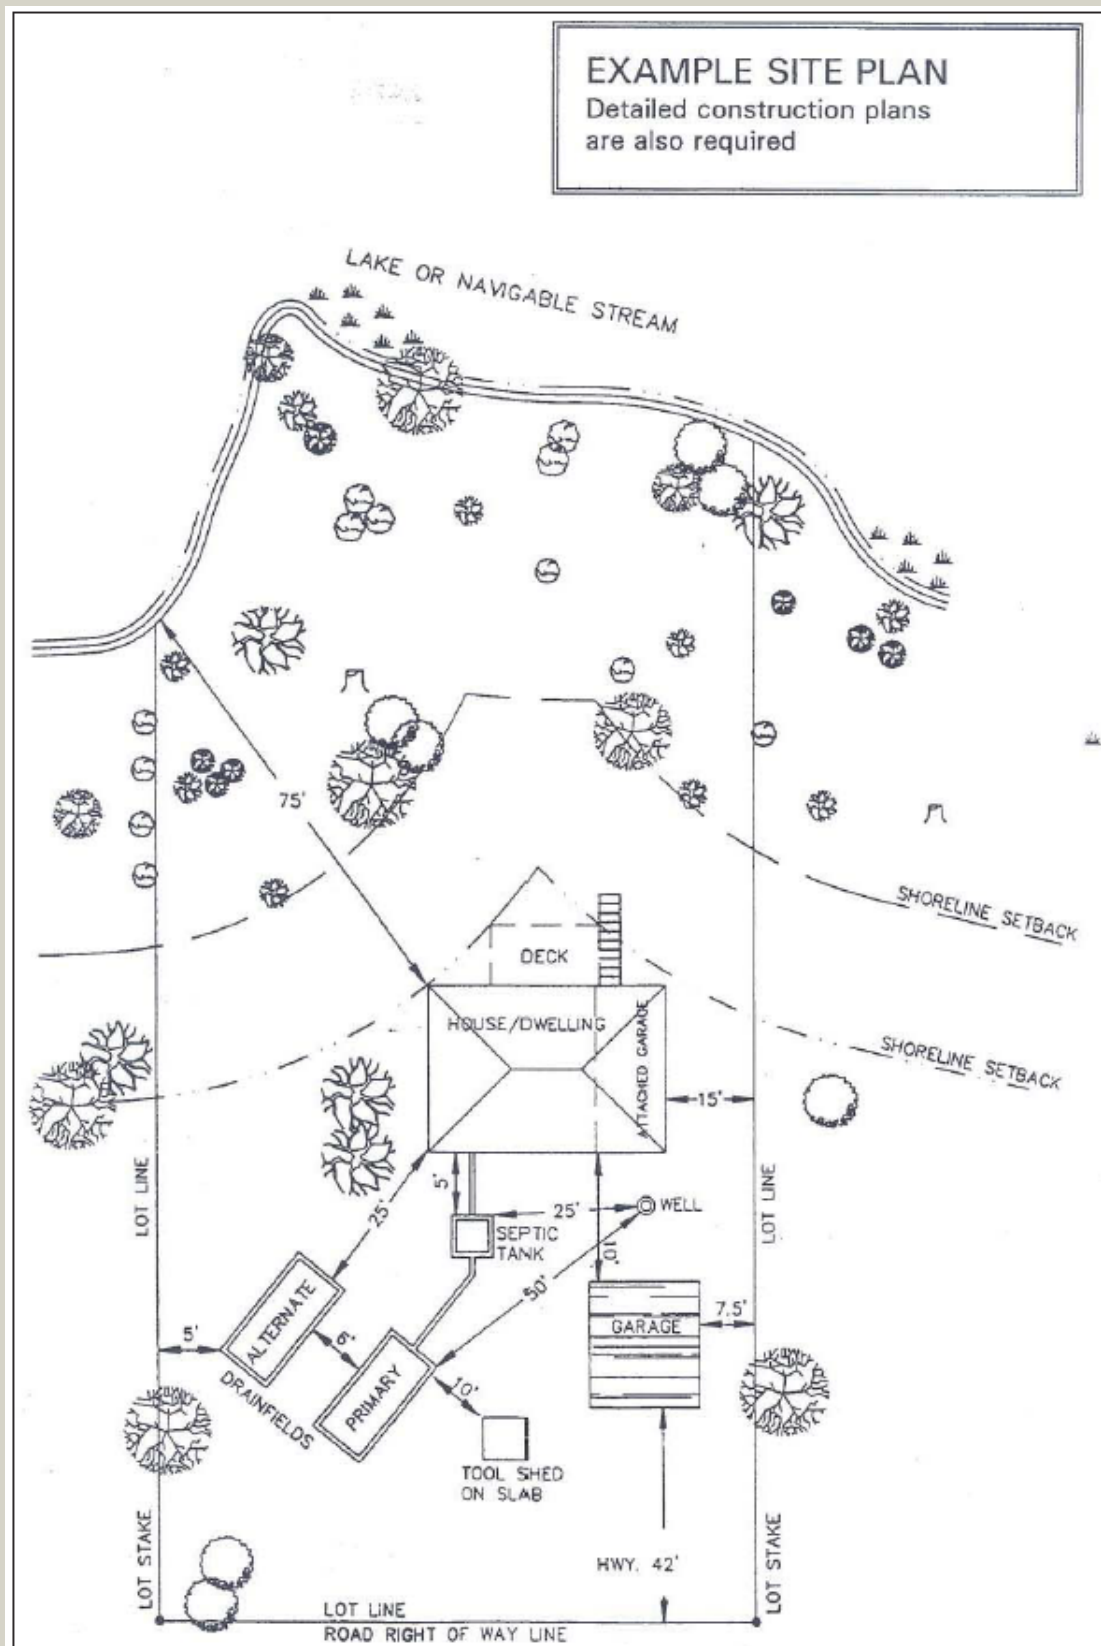 EXAMPLE SITE PLAN
Detailed construction plans
are also required
LAKE OR NAVIGABLE STREAM
75'
SHORELINE SETBACK
DECK
HOUSE/DWELLING
ATTACHED GARAGE
SHORELINE SETBACK
15'
LOT LINE
LOT LINE
25'
5'
SEPTIC
TANK
25'
WELL
10'
50'
ALTERNATE
5'
6'
DRAINFIELDS
PRIMARY
10'
GARAGE
7.5'
TOOL SHED
ON SLAB
LOT STAKE
HWY. 42'
LOT STAKE
LOT LINE
ROAD RIGHT OF WAY LINE